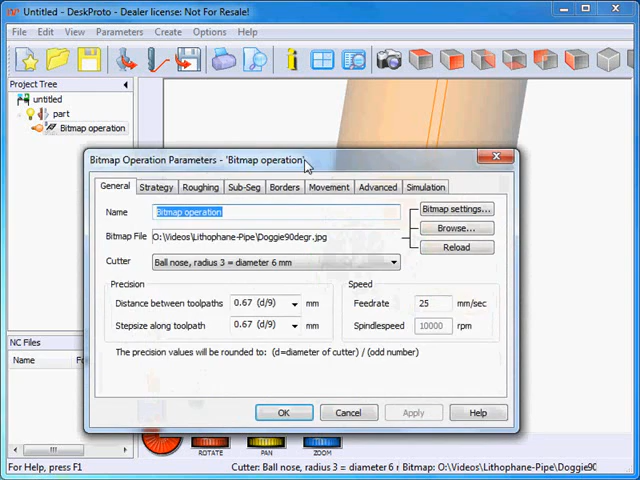 Untitled - DeskProto - Dealer license: Not For Resale!
File Edit View Parameters Create Options Help
Project Tree
untitled
part
Bitmap operation
Bitmap Operation Parameters - 'Bitmap operation'
General Strategy Roughing Sub-Seg Borders Movement Advanced Simulation
Name Bitmap operation Bitmap settings...
Bitmap File O:\Videos\Lithophane-Pipe\Doggie90degr.jpg Browse...
Reload
Cutter Ball nose, radius 3 = diameter 6 mm
Precision Speed
Distance between toolpaths 0.67 (d/9) mm Feedrate 25 mm/sec
Stepsize along toolpath 0.67 (d/9) mm Spindlespeed 10000 rpm
The precision values will be rounded to: (d=diameter of cutter) / (odd number)
NC Files
Name
OK Cancel Apply Help
ROTATE PAN ZOOM
For Help, press F1 Cutter: Ball nose, radius 3 = diameter 6 r Bitmap: O:\Videos\Lithophane-Pipe\Doggie90